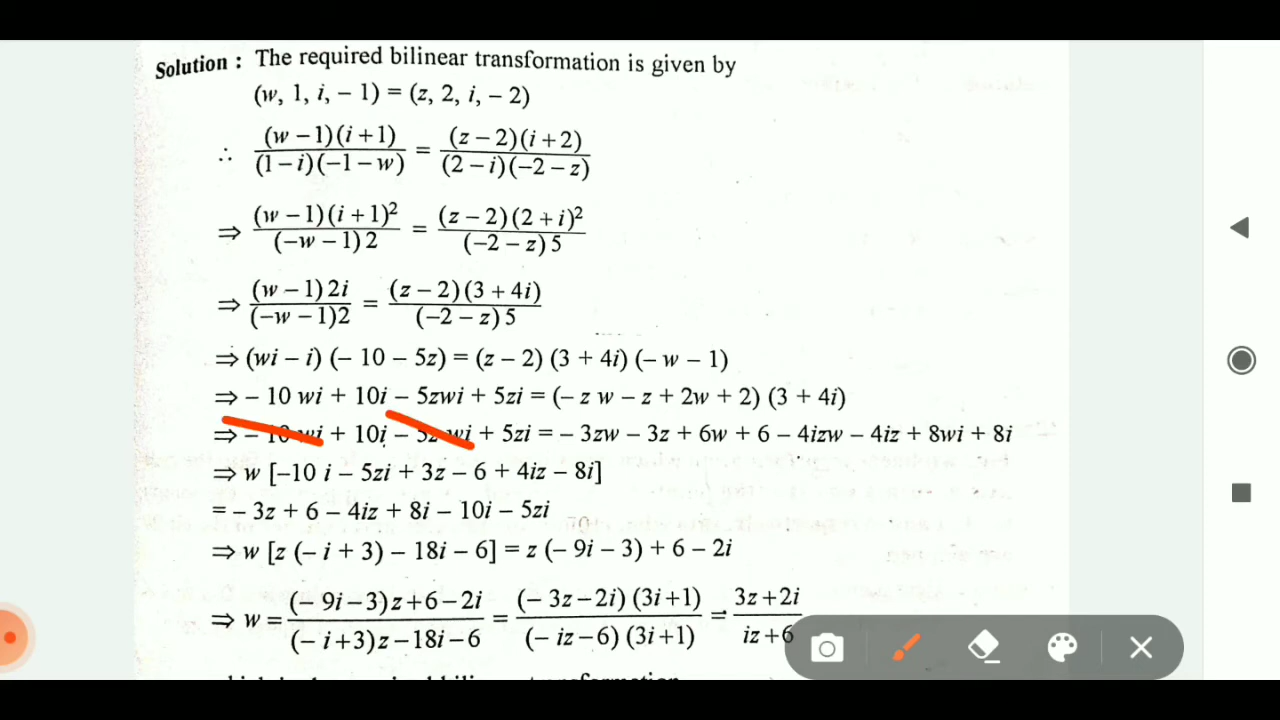 Solution : The required bilinear transformation is given by
(w, 1, i, – 1) = (z, 2, i, – 2)
∴ (w – 1)(i + 1) / (1 – i)(–1 – w) = (z – 2)(i + 2) / (2 – i)(–2 – z)
⇒ (w – 1)(i + 1)² / (–w – 1) 2 = (z – 2)(2 + i)² / (–2 – z) 5
⇒ (w – 1) 2i / (–w – 1)2 = (z – 2)(3 + 4i) / (–2 – z) 5
⇒ (wi – i) (– 10 – 5z) = (z – 2) (3 + 4i) (– w – 1)
⇒ – 10 wi + 10i – 5zwi + 5zi = (– z w – z + 2w + 2) (3 + 4i)
⇒ – 10 wi + 10i – 5z wi + 5zi = – 3zw – 3z + 6w + 6 – 4izw – 4iz + 8wi + 8i
⇒ w [–10 i – 5zi + 3z – 6 + 4iz – 8i]
= – 3z + 6 – 4iz + 8i – 10i – 5zi
⇒ w [z (– i + 3) – 18i – 6] = z (– 9i – 3) + 6 – 2i
⇒ w = (– 9i – 3)z + 6 – 2i / (– i + 3)z – 18i – 6 = (– 3z – 2i) (3i + 1) / (– iz – 6) (3i + 1) = 3z + 2i / iz + 6